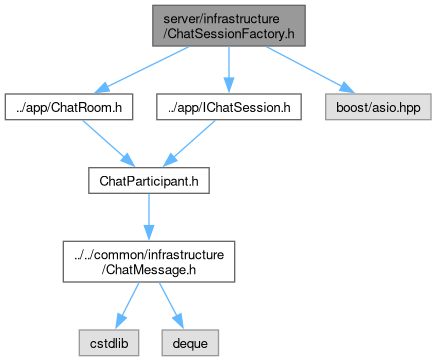 server/infrastructure
/ChatSessionFactory.h
../app/ChatRoom.h
../app/IChatSession.h
boost/asio.hpp
ChatParticipant.h
../../common/infrastructure
/ChatMessage.h
cstdlib
deque